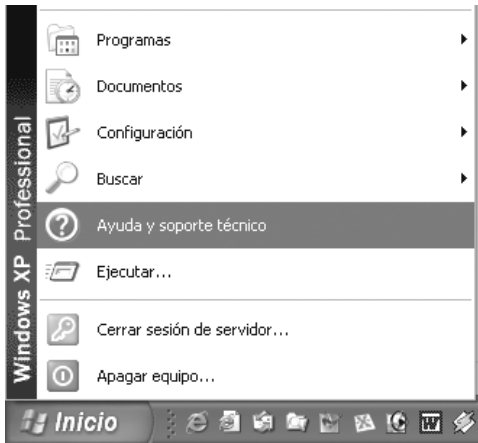 Programas
Documentos
Configuración
Buscar
Ayuda y soporte técnico
Ejecutar...
Cerrar sesión de servidor...
Apagar equipo...
Windows XP Professional
Inicio